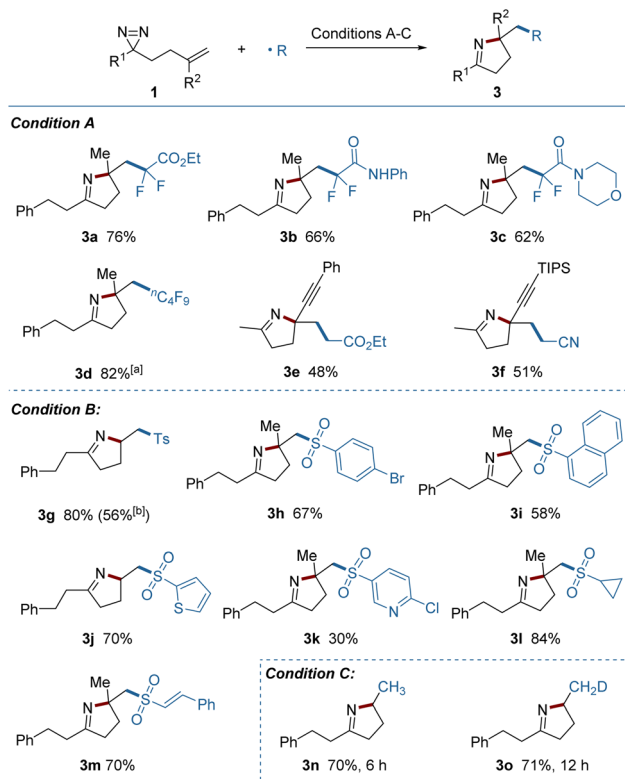 N=N
R¹
R²
1
+
• R
Conditions A-C
R²
N
R
R¹
3
Condition A
Me
CO₂Et
N
F
F
Ph
3a 76%
Me
O
N
NHPh
F
F
Ph
3b 66%
Me
O
N
N
F
F
O
Ph
3c 62%
Me
N
ⁿC₄F₉
Ph
3d 82%[a]
Ph
N
Me
CO₂Et
3e 48%
TIPS
N
Me
CN
3f 51%
Condition B:
N
Ts
Ph
3g 80% (56%[b])
Me
O
S
N
O
Br
Ph
3h 67%
Me
O
S
N
O
Ph
3i 58%
O
N
S
O
S
Ph
3j 70%
Me
O
S
N
O
N
Cl
Ph
3k 30%
Me
O
N
S
O
Ph
3l 84%
Me
O
O
S
N
Ph
Ph
3m 70%
Condition C:
CH₃
N
Ph
3n 70%, 6 h
CH₂D
N
Ph
3o 71%, 12 h